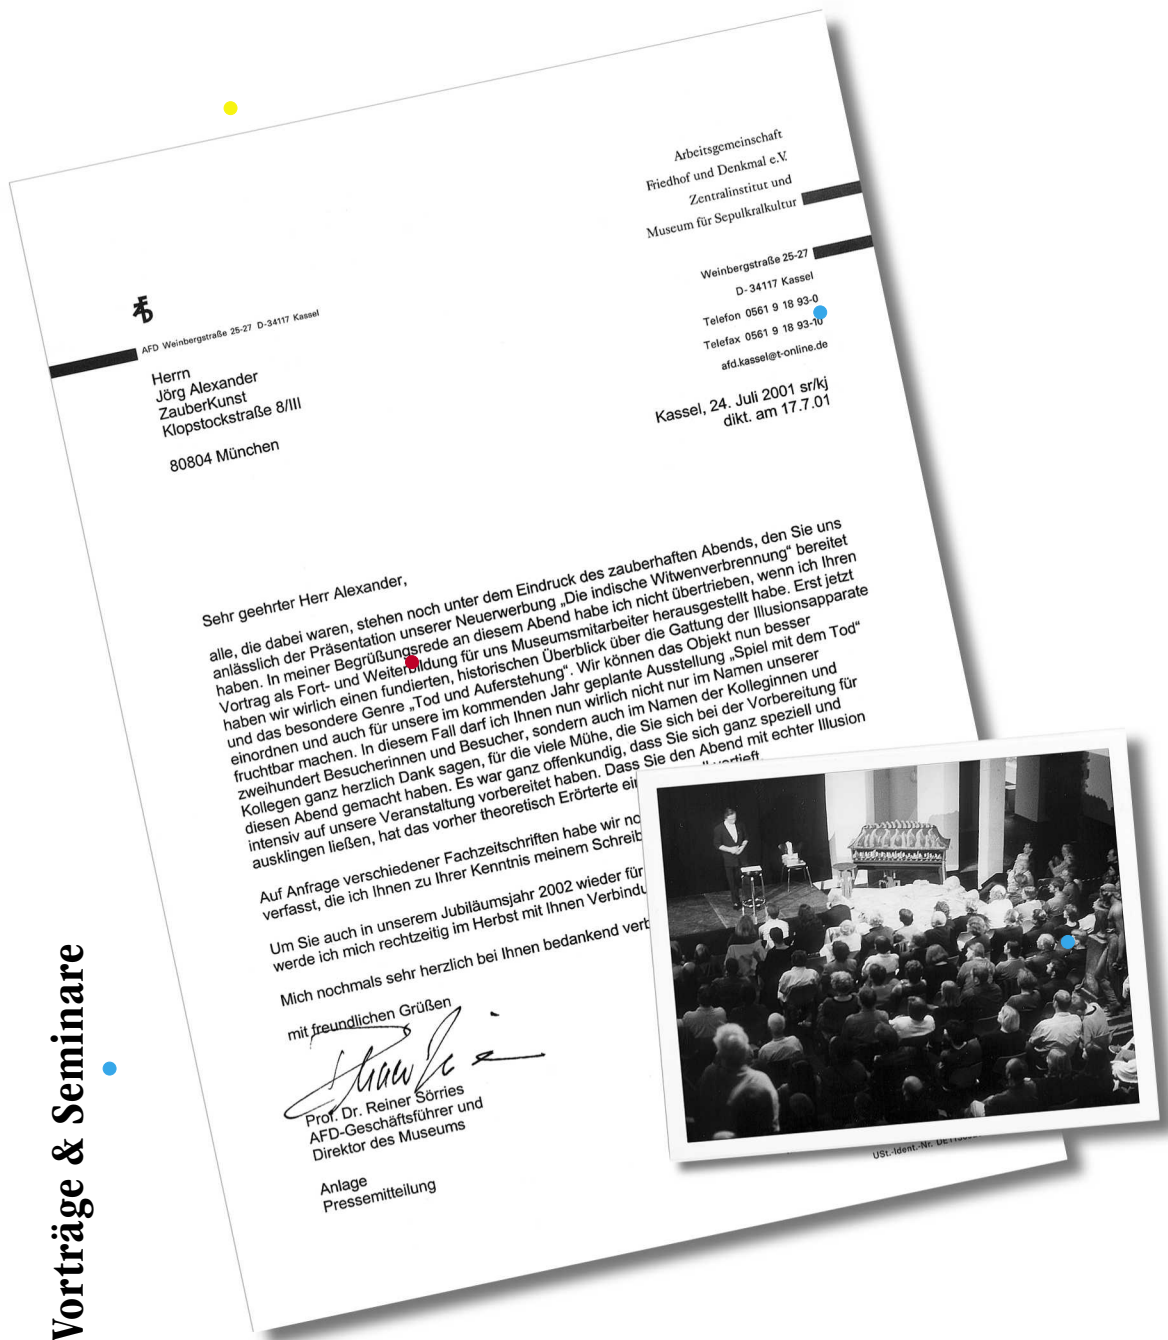 Arbeitsgemeinschaft
Friedhof und Denkmal e.V.
Zentralinstitut und
Museum für Sepulkralkultur
Weinbergstraße 25-27
D-34117 Kassel
Telefon 0561 9 18 93-0
Telefax 0561 9 18 93-10
afd.kassel@t-online.de
Kassel, 24. Juli 2001 sr/kj
dikt. am 17.7.01
AFD Weinbergstraße 25-27 D-34117 Kassel
Herrn
Jörg Alexander
ZauberKunst
Klopstockstraße 8/III
80804 München
Sehr geehrter Herr Alexander,
alle, die dabei waren, stehen noch unter dem Eindruck des zauberhaften Abends, den Sie uns
anlässlich der Präsentation unserer Neuerwerbung „Die indische Witwenverbrennung“ bereitet
haben. In meiner Begrüßungsrede an diesem Abend habe ich nicht übertrieben, wenn ich Ihren
Vortrag als Fort- und Weiterbildung für uns Museumsmitarbeiter herausgestellt habe. Erst jetzt
haben wir wirlich einen fundierten, historischen Überblick über die Gattung der Illusionsapparate
und das besondere Genre „Tod und Auferstehung“. Wir können das Objekt nun besser
einordnen und auch für unsere im kommenden Jahr geplante Ausstellung „Spiel mit dem Tod“
fruchtbar machen. In diesem Fall darf ich Ihnen nun wirlich nicht nur im Namen unserer
zweihundert Besucherinnen und Besucher, sondern auch im Namen der Kolleginnen und
Kollegen ganz herzlich Dank sagen, für die viele Mühe, die Sie sich bei der Vorbereitung für
diesen Abend gemacht haben. Es war ganz offenkundig, dass Sie sich ganz speziell und
intensiv auf unsere Veranstaltung vorbereitet haben. Dass Sie den Abend mit echter Illusion
ausklingen ließen, hat das vorher theoretisch Erörterte vertieft.
Auf Anfrage verschiedener Fachzeitschriften habe wir
verfasst, die ich Ihnen zu Ihrer Kenntnis meinem
Um Sie auch in unserem Jubiläumsjahr 2002 wieder für
werde ich mich rechtzeitig im Herbst mit Ihnen
Mich nochmals sehr herzlich bei Ihnen bedankend
mit freundlichen Grüßen
Prof. Dr. Reiner Sörries
AFD-Geschäftsführer und
Direktor des Museums
Anlage
Pressemitteilung
USt.-Ident.-Nr.
Vorträge & Seminare